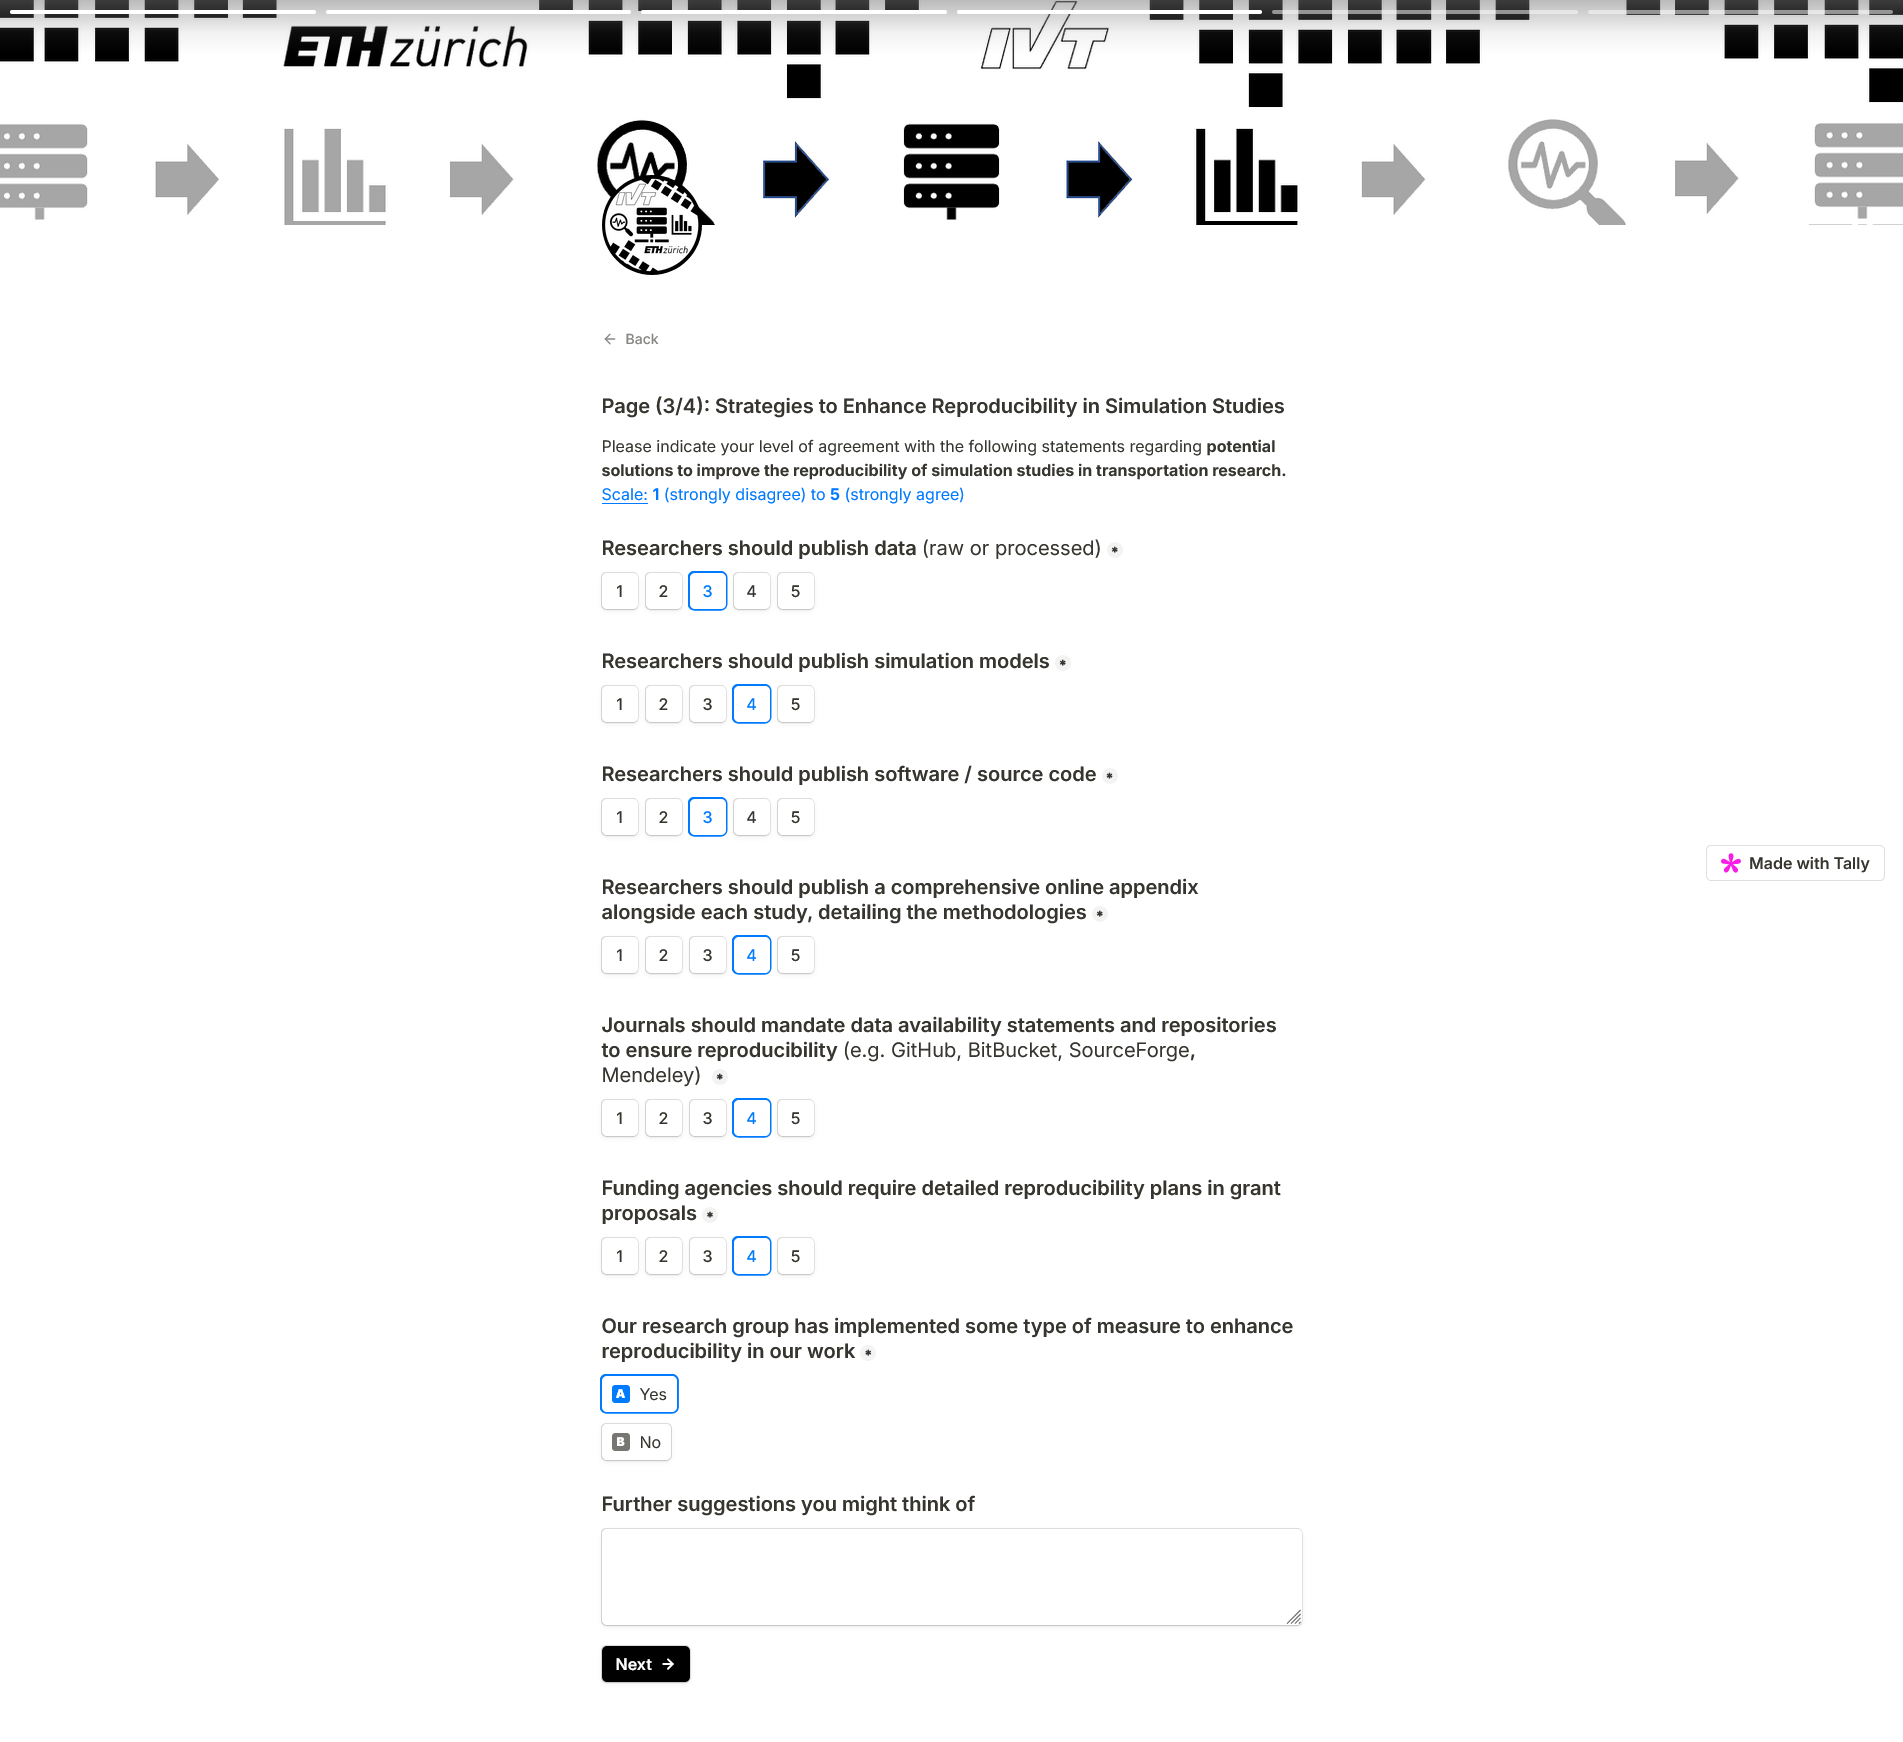 ETH zürich
IVT
IVT
ETH zürich
Back
Page (3/4): Strategies to Enhance Reproducibility in Simulation Studies
Please indicate your level of agreement with the following statements regarding potential
solutions to improve the reproducibility of simulation studies in transportation research.
Scale: 1 (strongly disagree) to 5 (strongly agree)
Researchers should publish data (raw or processed) *
1 2 3 4 5
Researchers should publish simulation models *
1 2 3 4 5
Researchers should publish software / source code *
1 2 3 4 5
Made with Tally
Researchers should publish a comprehensive online appendix
alongside each study, detailing the methodologies *
1 2 3 4 5
Journals should mandate data availability statements and repositories
to ensure reproducibility (e.g. GitHub, BitBucket, SourceForge,
Mendeley) *
1 2 3 4 5
Funding agencies should require detailed reproducibility plans in grant
proposals *
1 2 3 4 5
Our research group has implemented some type of measure to enhance
reproducibility in our work *
A Yes
B No
Further suggestions you might think of
Next